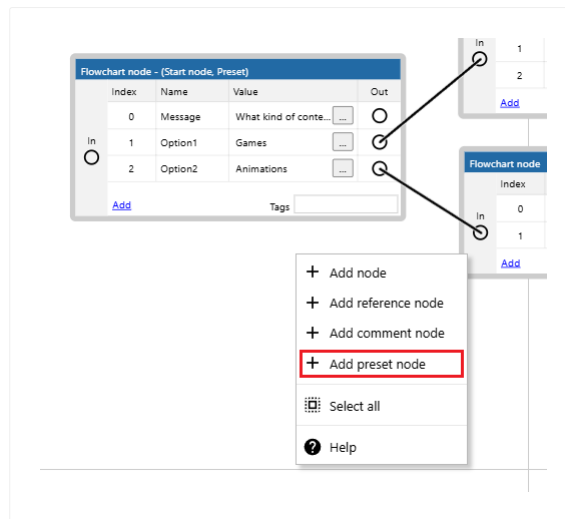 Flowchart node - (Start node, Preset)
Index Name Value Out
0 Message What kind of conte... ...
In
1 Option1 Games ...
2 Option2 Animations ...
Add Tags
In
1
2
Add
Flowchart node
Index
0
In
1
Add
+ Add node
+ Add reference node
+ Add comment node
+ Add preset node
Select all
? Help